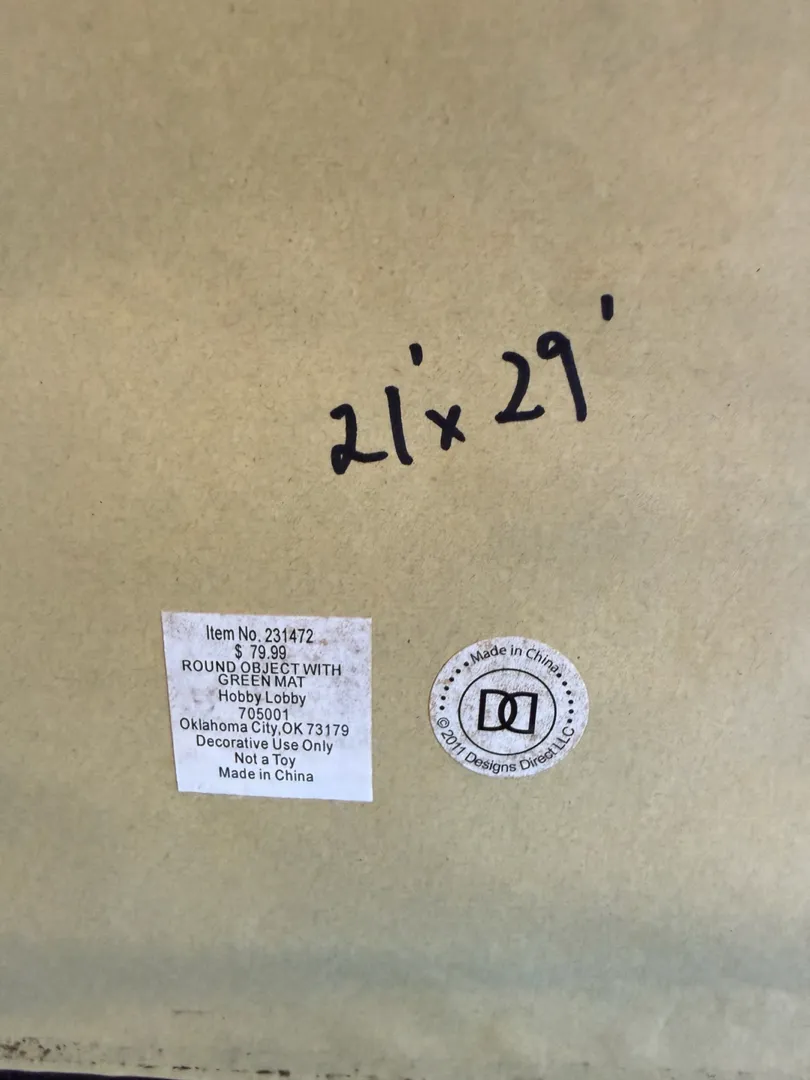 21' x 29'
Item No. 231472
$ 79.99
ROUND OBJECT WITH
GREEN MAT
Hobby Lobby
705001
Oklahoma City,OK 73179
Decorative Use Only
Not a Toy
Made in China
Made in China
DD
© 2011 Designs Direct LLC